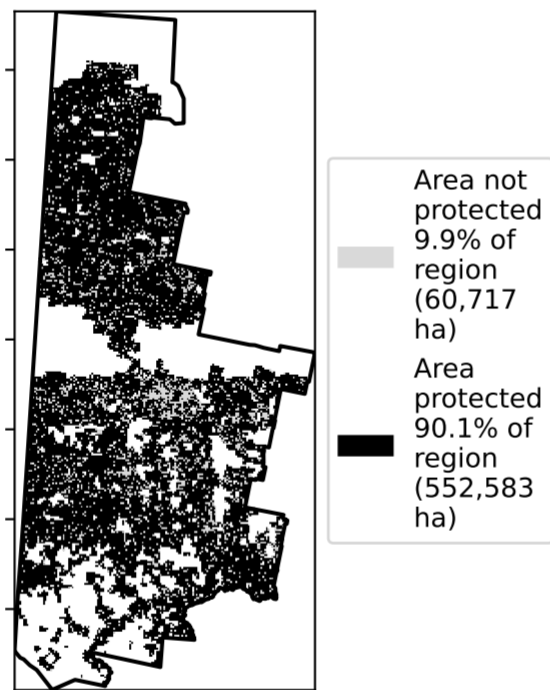 Area not
protected
9.9% of
region
(60,717
ha)
Area
protected
90.1% of
region
(552,583
ha)